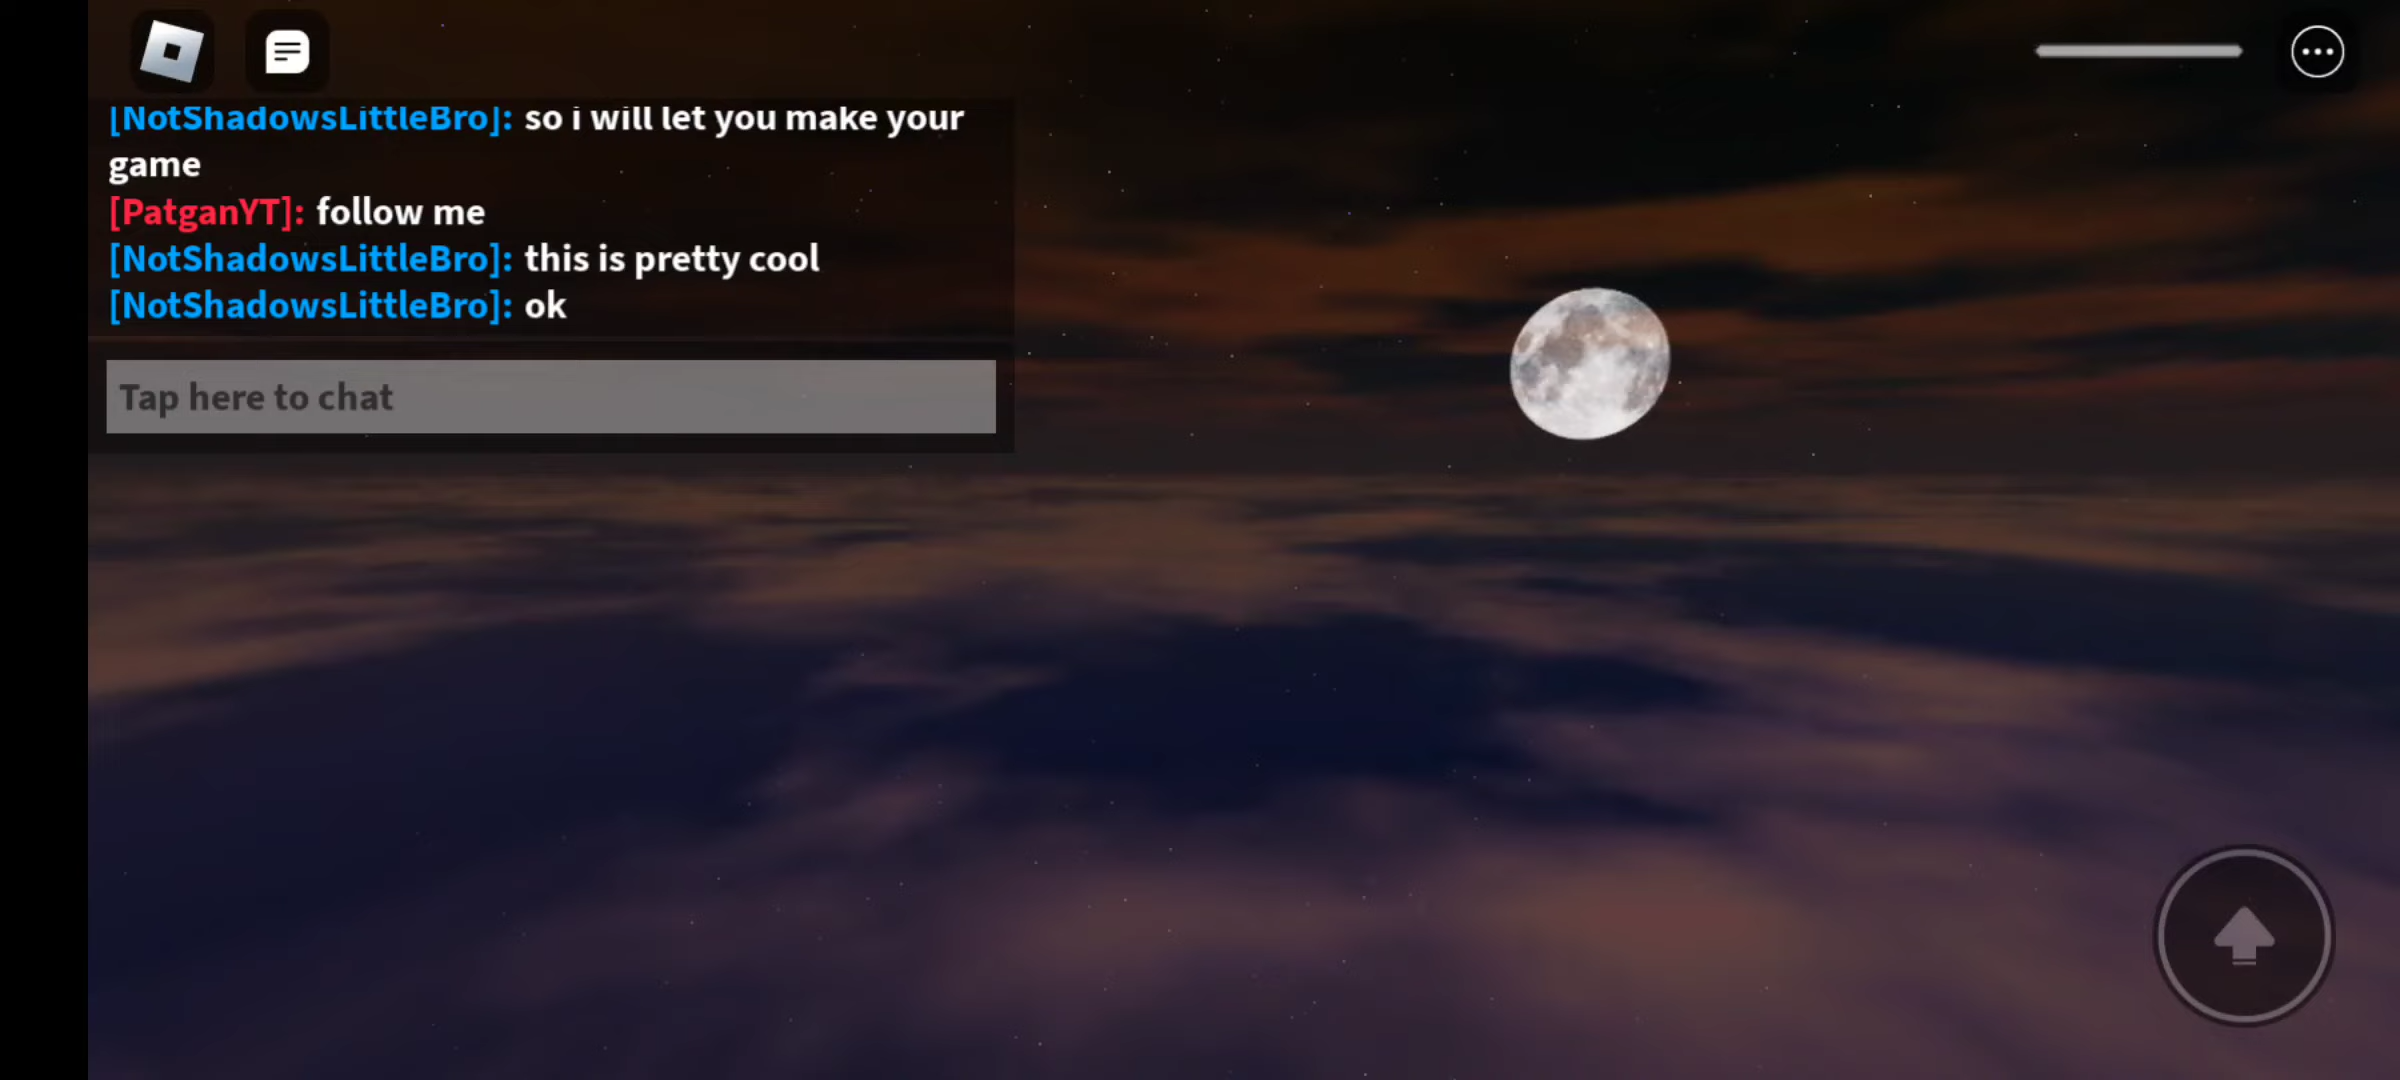 [NotShadowsLittleBro]: so i will let you make your
game
[PatganYT]: follow me
[NotShadowsLittleBro]: this is pretty cool
[NotShadowsLittleBro]: ok
Tap here to chat